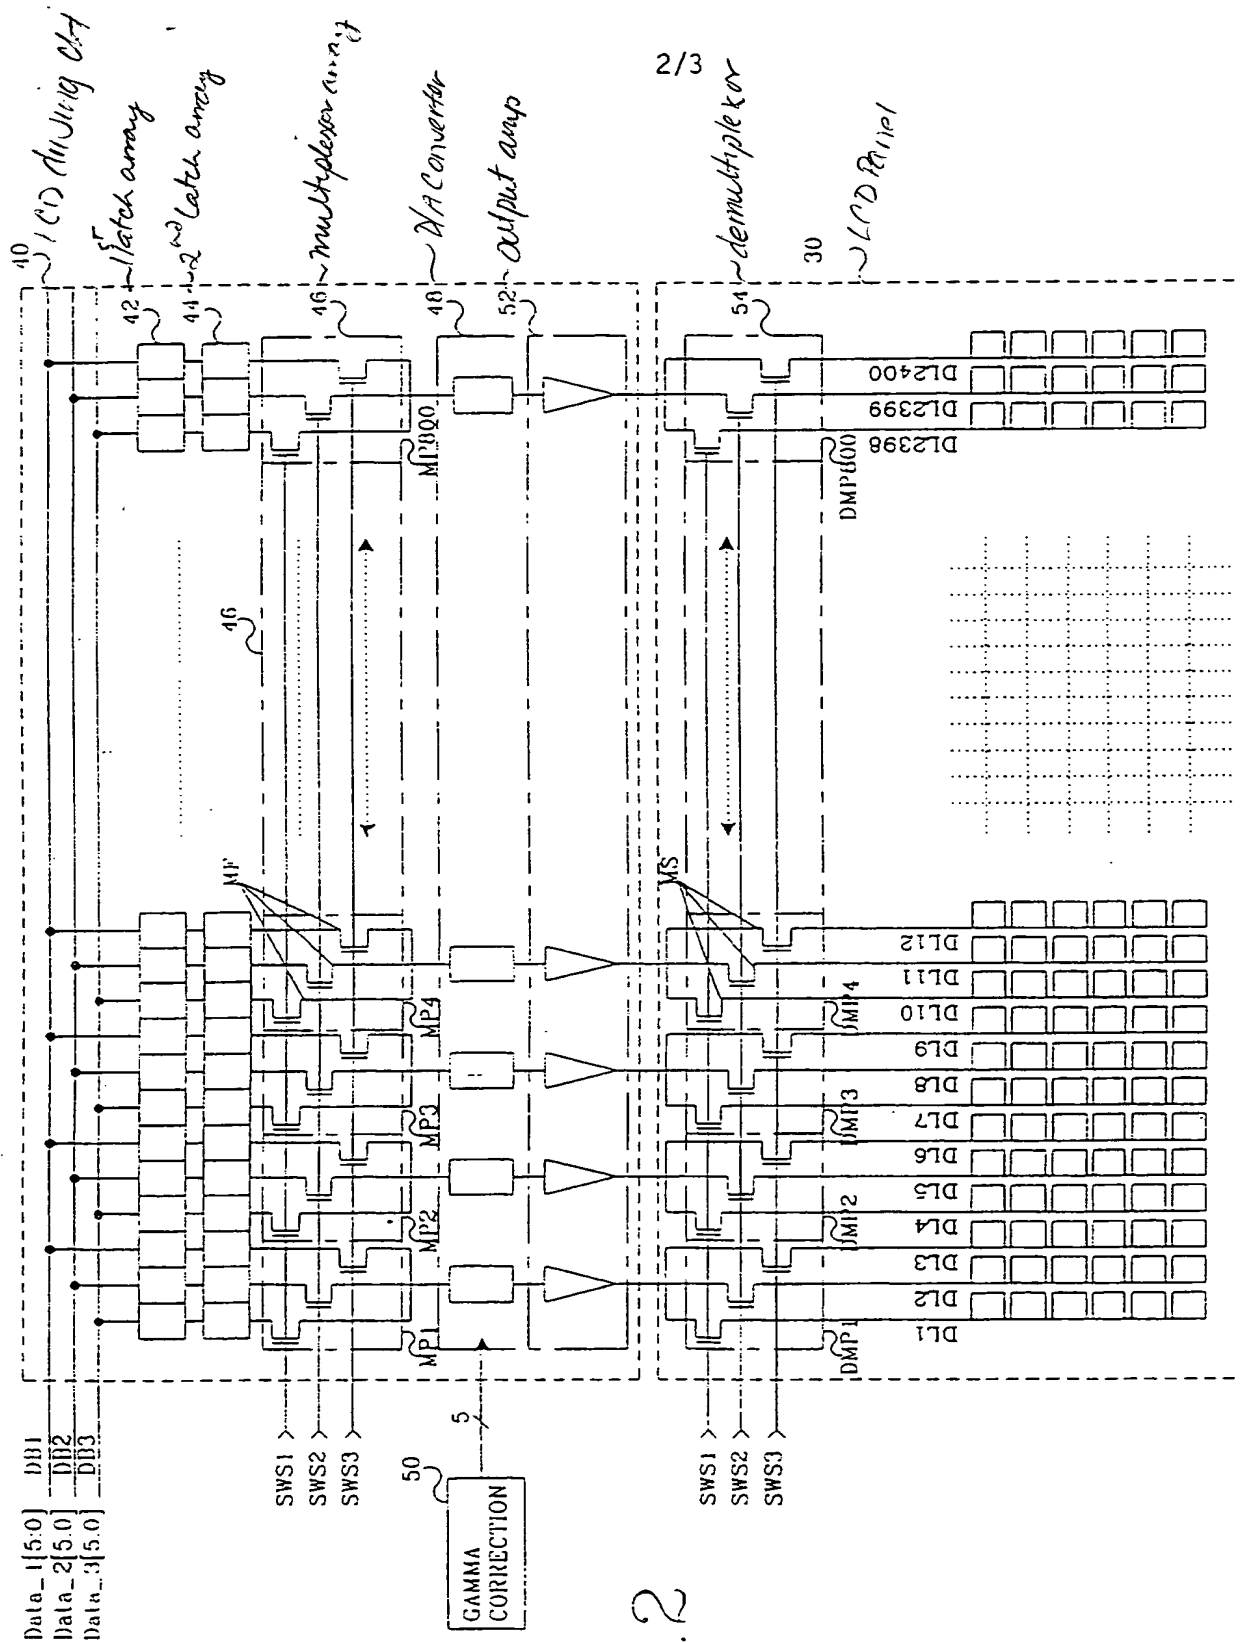 2/3
40 LCD driving ckt
42 1st latch array
44 2nd latch array
46 multiplexor array
48 D/A Convertor
52 output amp
54 demultiplexor
30 LCD Panel
Data_1[5:0] DB1
Data_2[5:0] DB2
Data_3[5:0] DB3
SWS1
SWS2
SWS3
MP1
MP2
MP3
MP4
MP800
MF
46
50
GAMMA
CORRECTION
5
SWS1
SWS2
SWS3
DMP1
DMP2
DMP3
DMP4
DMP800
MS
DL1
DL2
DL3
DL4
DL5
DL6
DL7
DL8
DL9
DL10
DL11
DL12
DL2398
DL2399
DL2400
.2